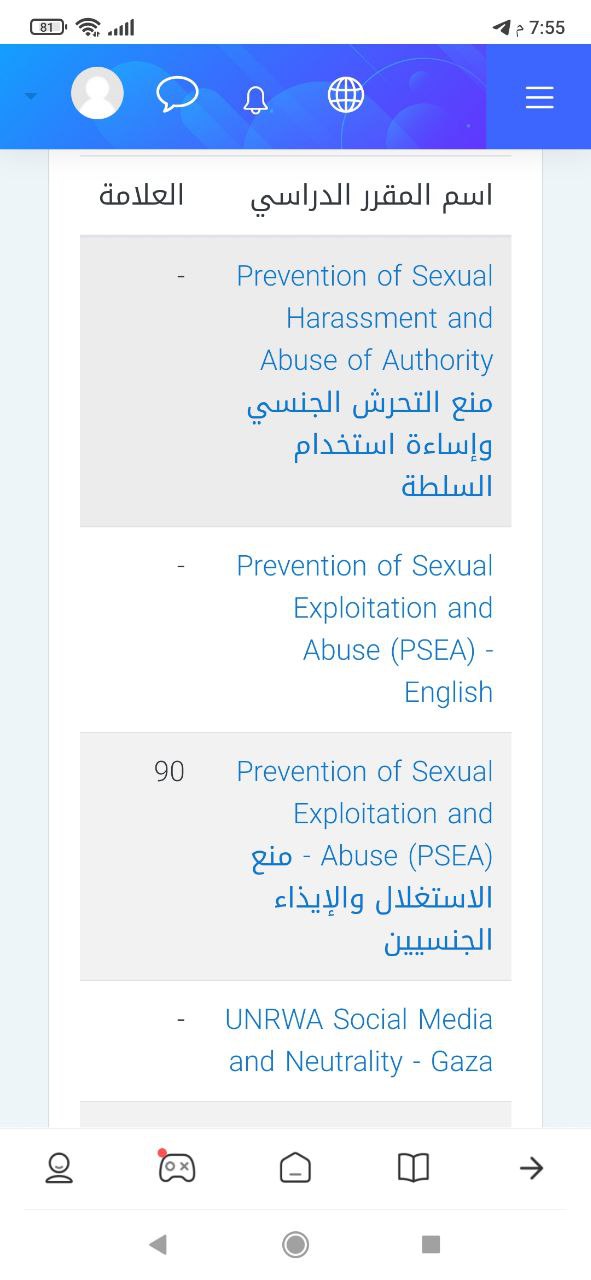 81
7:55 م
اسم المقرر الدراسي
العلامة
Prevention of Sexual
Harassment and
Abuse of Authority
منع التحرش الجنسي
وإساءة استخدام
السلطة
-
Prevention of Sexual
Exploitation and
Abuse (PSEA) -
English
-
Prevention of Sexual
Exploitation and
Abuse (PSEA) - منع
الاستغلال والإيذاء
الجنسيين
90
UNRWA Social Media
and Neutrality - Gaza
-